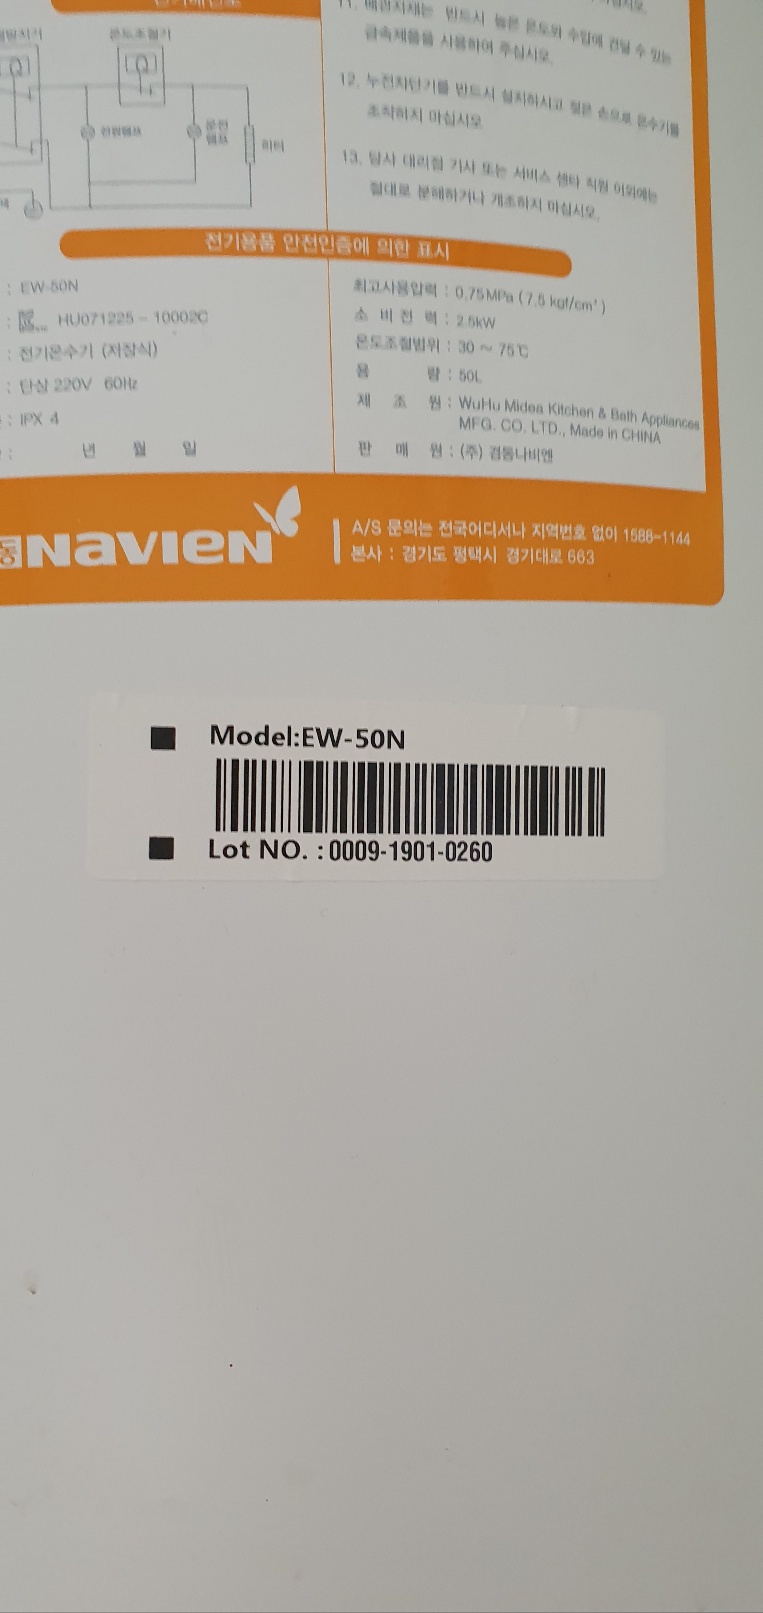 온도조절기
전원램프
운전
램프
히터
11. 배관자재는 반드시 높은 온도와 수압에 견딜 수 있는
금속제품을 사용하여 주십시오.
12. 누전차단기를 반드시 설치하시고 젖은 손으로 온수기를
조작하지 마십시오
13. 당사 대리점 기사 또는 서비스 센타 직원 이외에는
절대로 분해하거나 개조하지 마십시오.
전기용품 안전인증에 의한 표시
: EW-50N
: HU071225 - 10002C
: 전기온수기 (저장식)
: 단상 220V 60Hz
: IPX 4
: 년 월 일
최고사용압력 : 0.75MPa (7.5 kgf/cm²)
소 비 전 력 : 2.5kW
온도조절범위 : 30 ~ 75℃
용 량 : 50L
제 조 원 : WuHu Midea Kitchen & Bath Appliances
MFG. CO. LTD., Made in CHINA
판 매 원 : (주) 경동나비엔
동 NAVIEN
A/S 문의는 전국어디서나 지역번호 없이 1588-1144
본사 : 경기도 평택시 경기대로 663
Model:EW-50N
Lot NO. : 0009-1901-0260